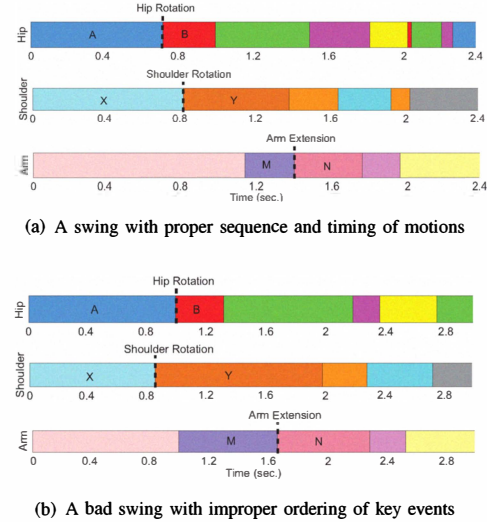 Hip Rotation
Hip
A B
0 0.4 0.8 1.2 1.6 2 2.4
Shoulder Rotation
Shoulder
X Y
0 0.4 0.8 1.2 1.6 2 2.4
Arm Extension
Arm
M N
0 0.4 0.8 1.2 1.6 2 2.4
Time (sec.)
(a) A swing with proper sequence and timing of motions
Hip Rotation
Hip
A B
0 0.4 0.8 1.2 1.6 2 2.4 2.8
Shoulder Rotation
Shoulder
X Y
0 0.4 0.8 1.2 1.6 2 2.4 2.8
Arm Extension
Arm
M N
0 0.4 0.8 1.2 1.6 2 2.4 2.8
Time (sec.)
(b) A bad swing with improper ordering of key events